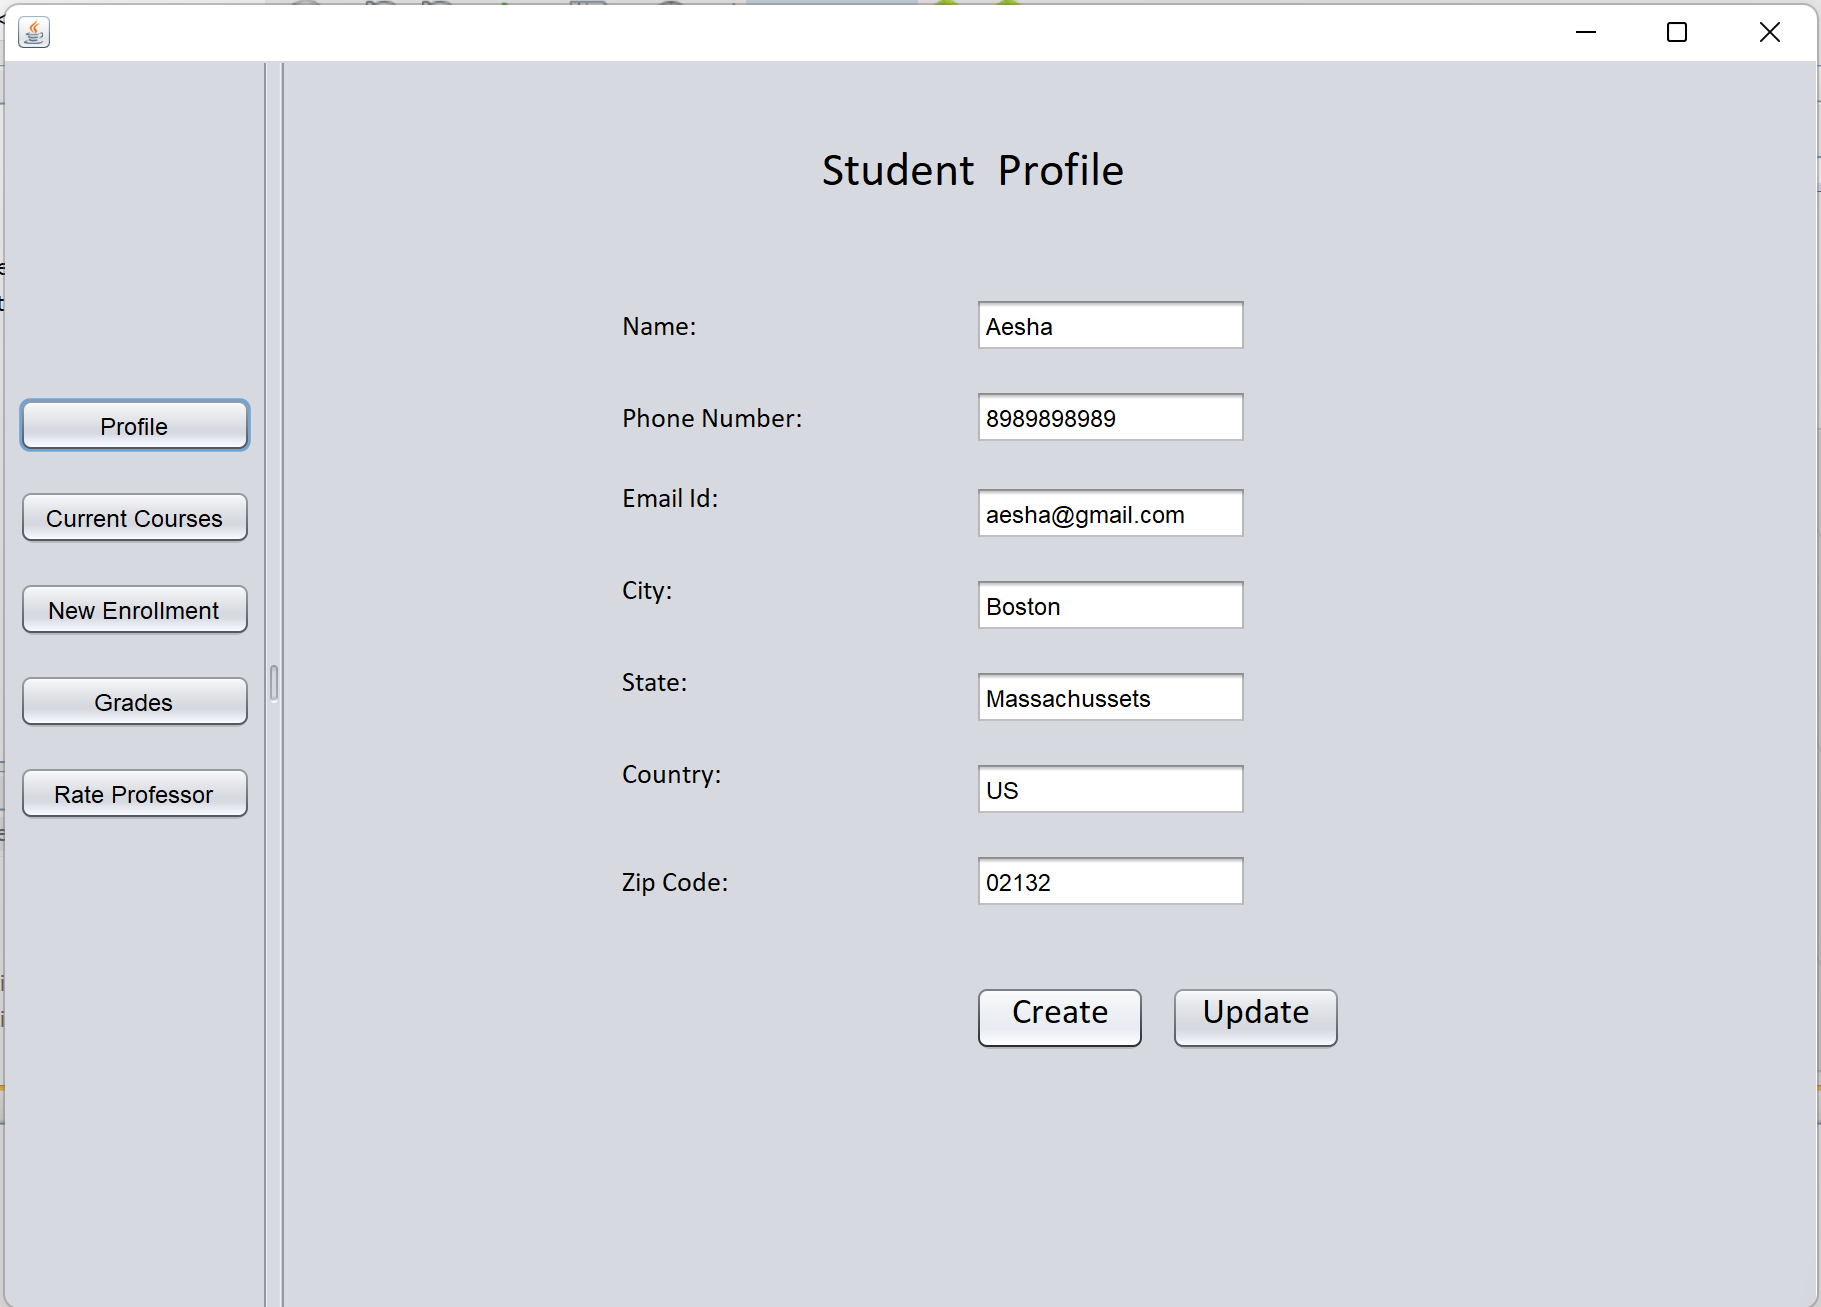 Student Profile
Name: Aesha
Phone Number: 8989898989
Email Id: aesha@gmail.com
City: Boston
State: Massachussets
Country: US
Zip Code: 02132
Create Update
Profile
Current Courses
New Enrollment
Grades
Rate Professor